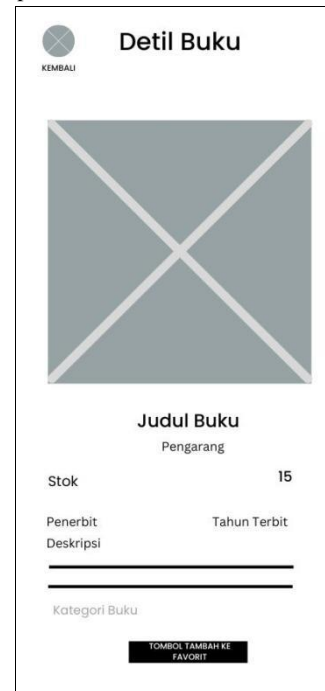 Detil Buku
KEMBALI
Judul Buku
Pengarang
Stok 15
Penerbit Tahun Terbit
Deskripsi
Kategori Buku
TOMBOL TAMBAH KE
FAVORIT